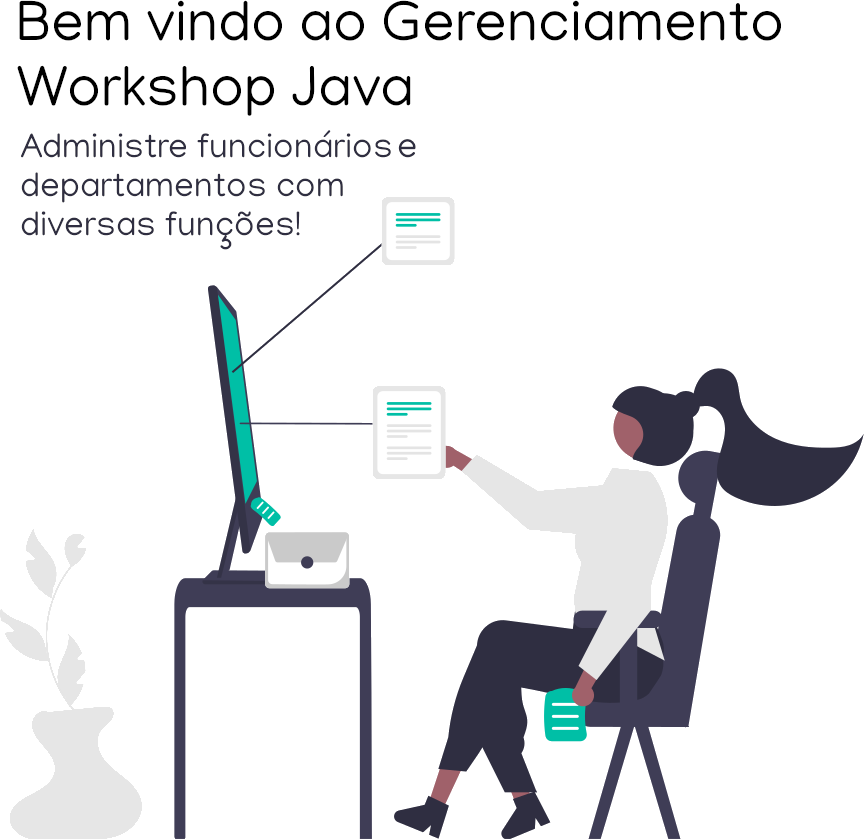 Bem vindo ao Gerenciamento
Workshop Java
Administre funcionários e
departamentos com
diversas funções!